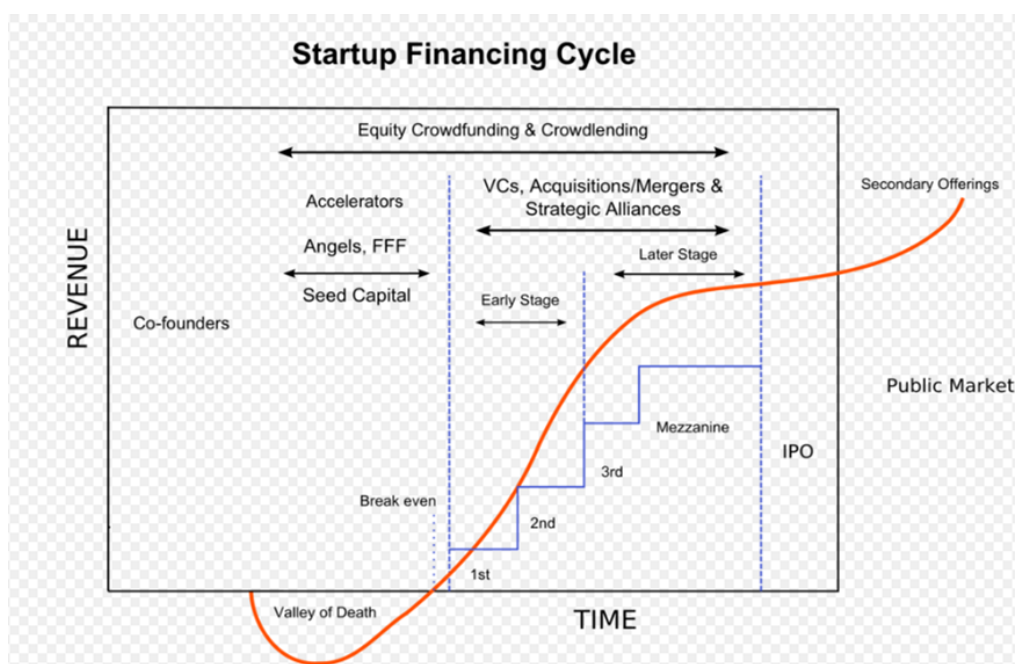 Startup Financing Cycle
Equity Crowdfunding & Crowdlending
VCs, Acquisitions/Mergers &
Strategic Alliances
Secondary Offerings
Accelerators
Angels, FFF
Later Stage
Seed Capital
Early Stage
REVENUE
Co-founders
Public Market
Mezzanine
IPO
3rd
Break even
2nd
1st
Valley of Death
TIME